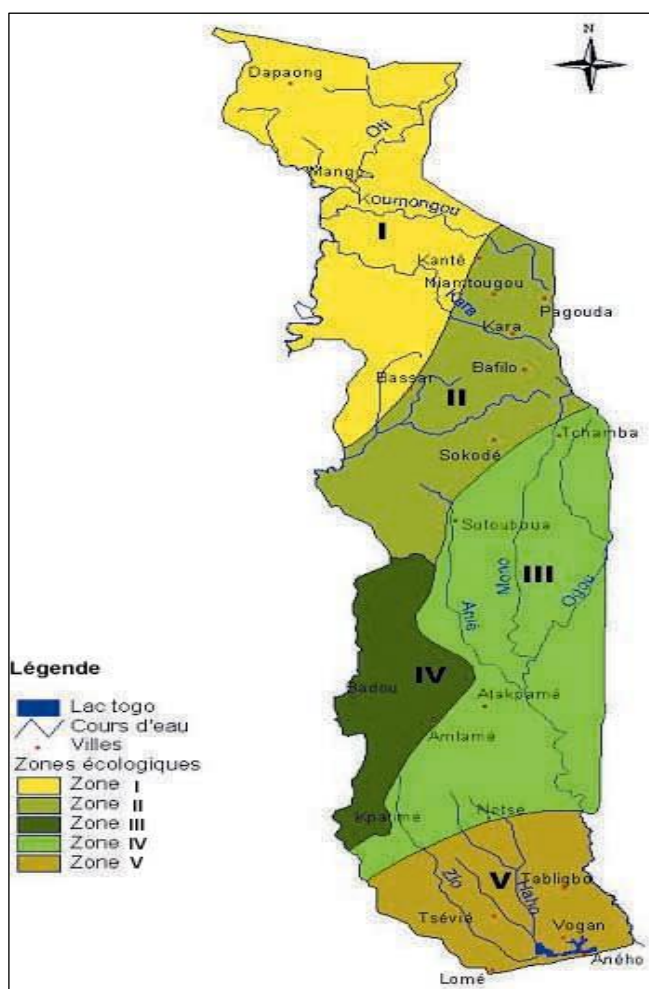 N
Dapaong
Oti
Mango
Koumongou
I
Kanté
Niamtougou
Kara
Pagouda
Kara
Bassar
Bafilo
II
Tchamba
Sokodé
Sotouboua
Mono
III
Ogou
Anié
Légende
IV
Badou
Lac togo
Atakpamé
Cours d'eau
Villes
Amlamé
Zones écologiques
Zone I
Zone II
Zone III
Zone IV
Zone V
Kpalimé
Notsé
Zio
V
Haho
Tabligbo
Tsévié
Vogan
Aného
Lomé